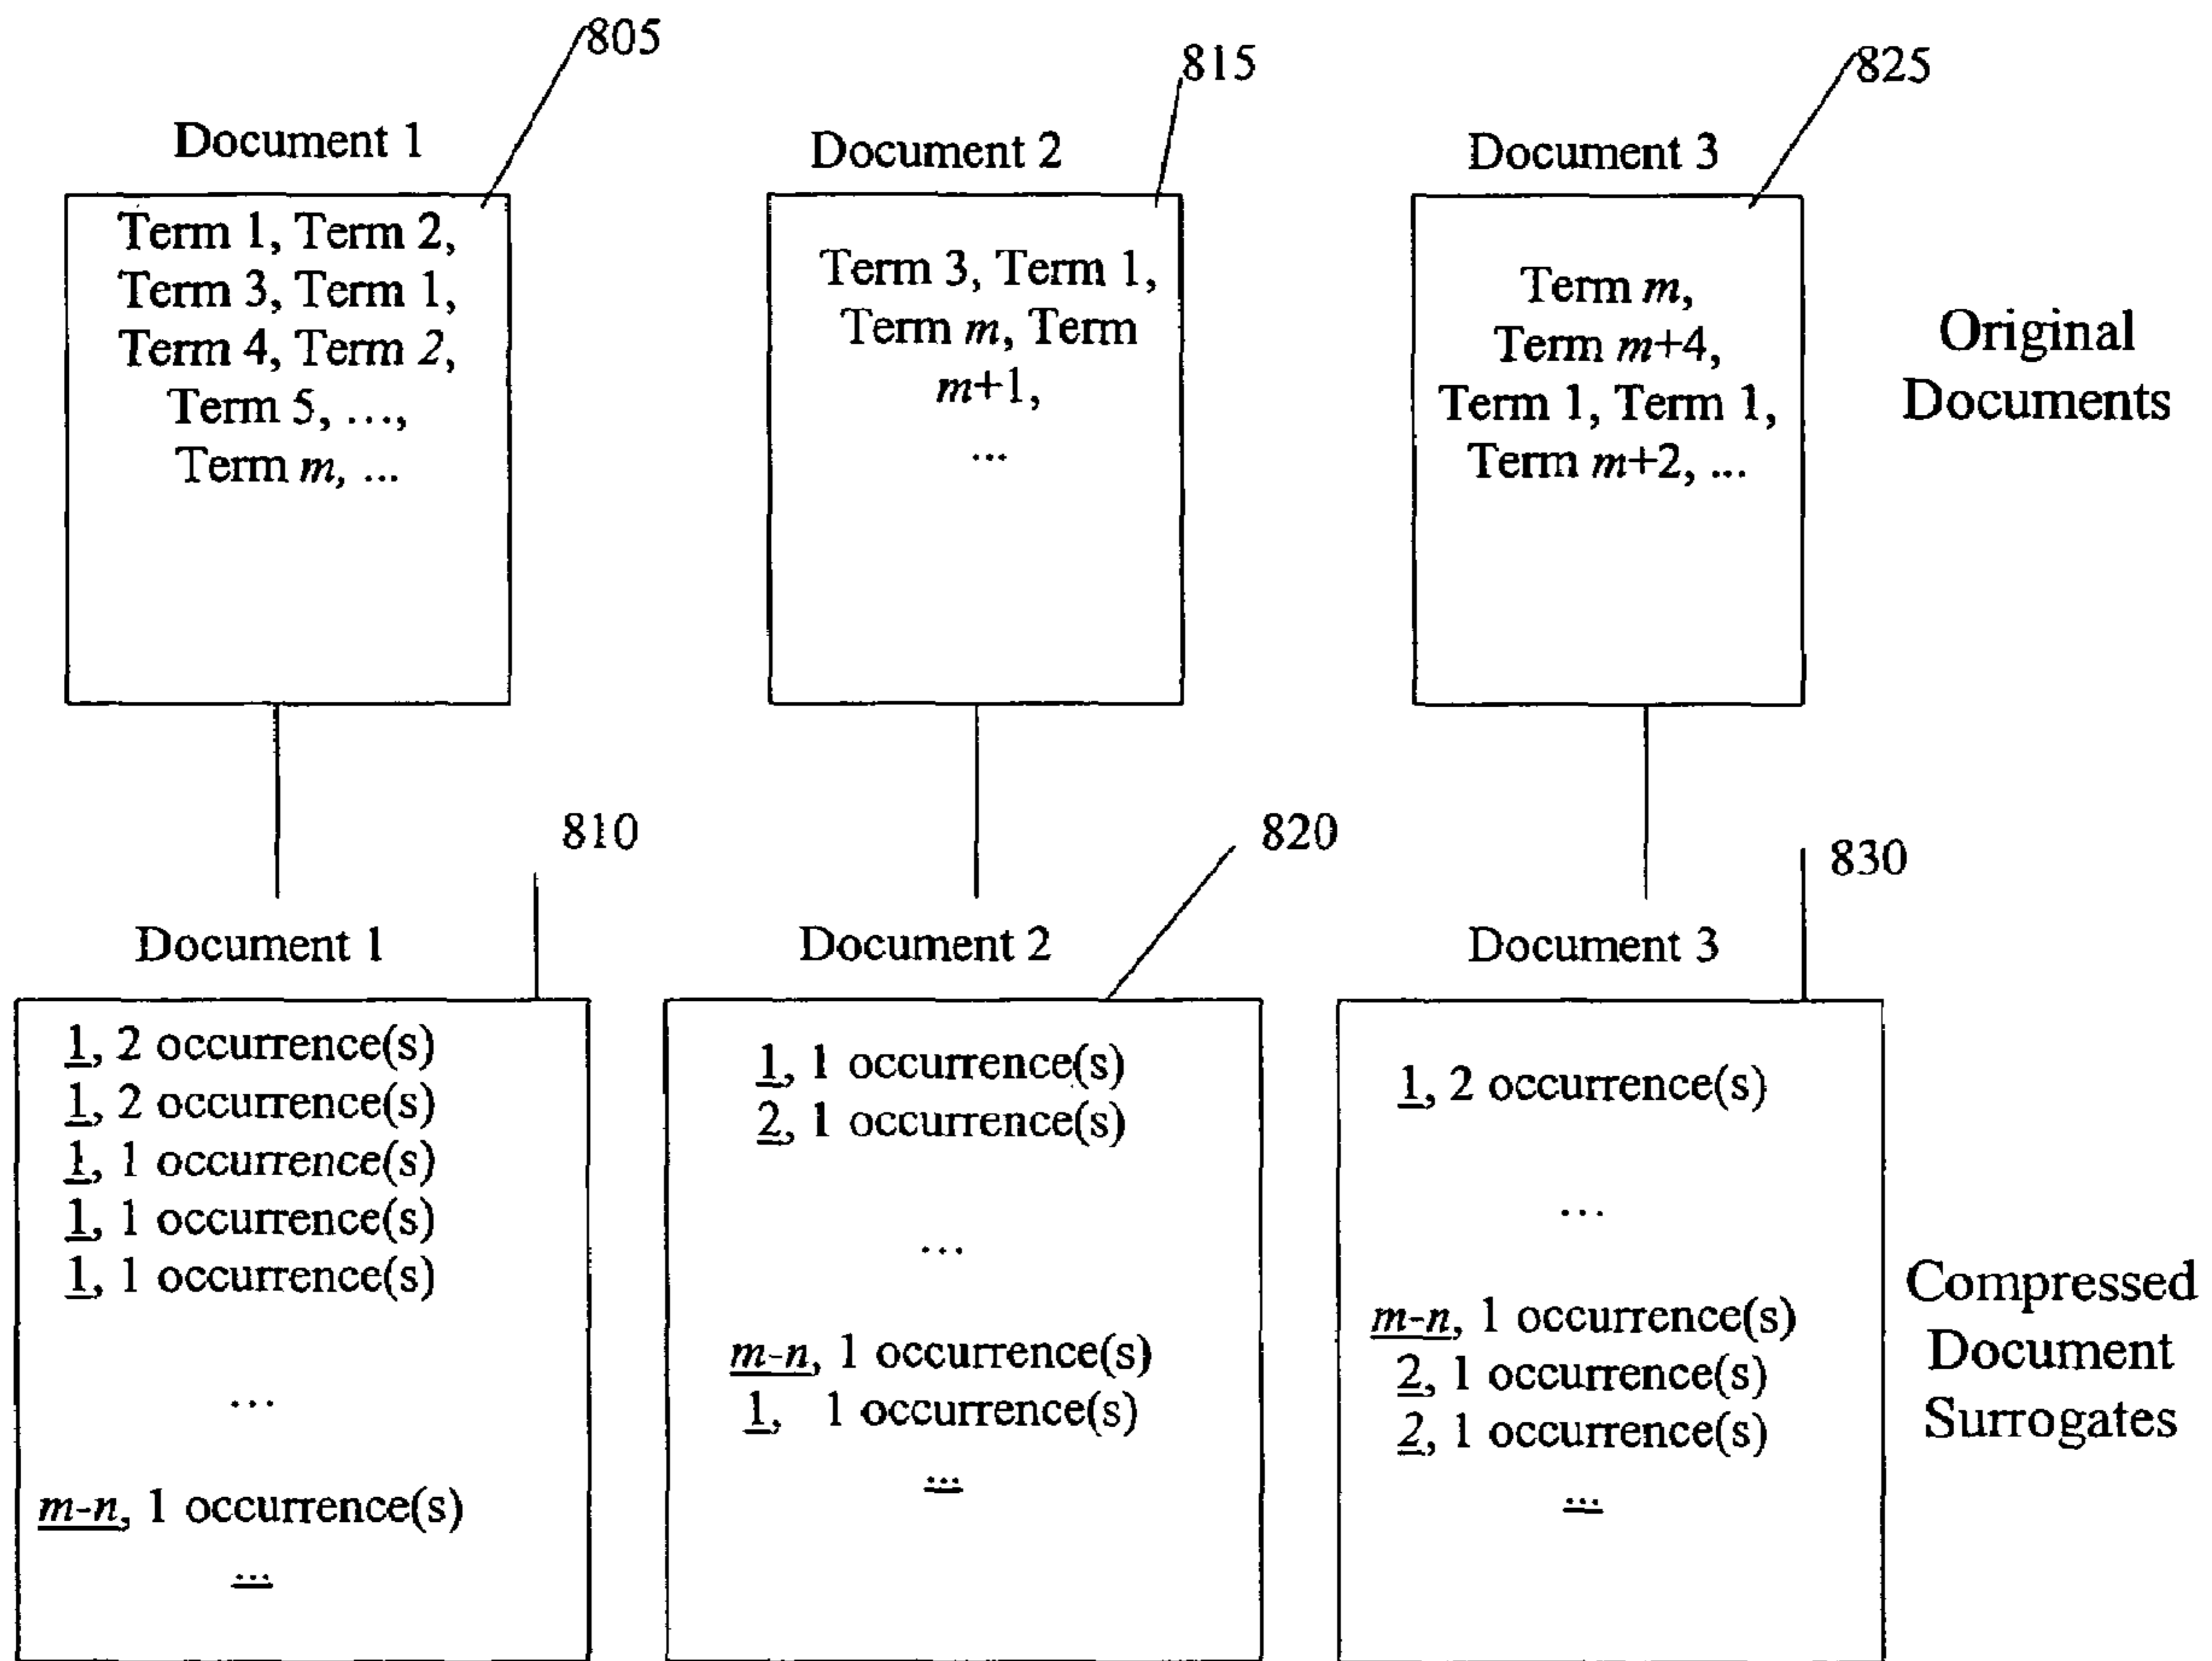 805
815
825
Document 1
Document 2
Document 3
Term 1, Term 2,
Term 3, Term 1,
Term 4, Term 2,
Term 5, ...,
Term m, ...
Term 3, Term 1,
Term m, Term
m+1,
...
Term m,
Term m+4,
Term 1, Term 1,
Term m+2, ...
Original
Documents
810
820
830
Document 1
Document 2
Document 3
1, 2 occurrence(s)
1, 2 occurrence(s)
1, 1 occurrence(s)
1, 1 occurrence(s)
1, 1 occurrence(s)
...
m-n, 1 occurrence(s)
...
1, 1 occurrence(s)
2, 1 occurrence(s)
...
m-n, 1 occurrence(s)
1, 1 occurrence(s)
...
1, 2 occurrence(s)
...
m-n, 1 occurrence(s)
2, 1 occurrence(s)
2, 1 occurrence(s)
...
Compressed
Document
Surrogates